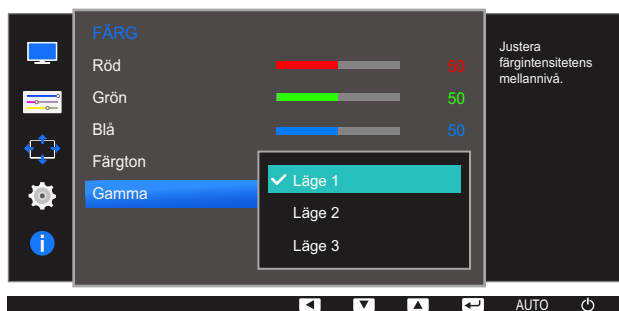 FÄRG
Röd 50
Grön 50
Blå 50
Färgton
Gamma
Läge 1
Läge 2
Läge 3
Justera
färgintensitetens
mellannivå.
AUTO